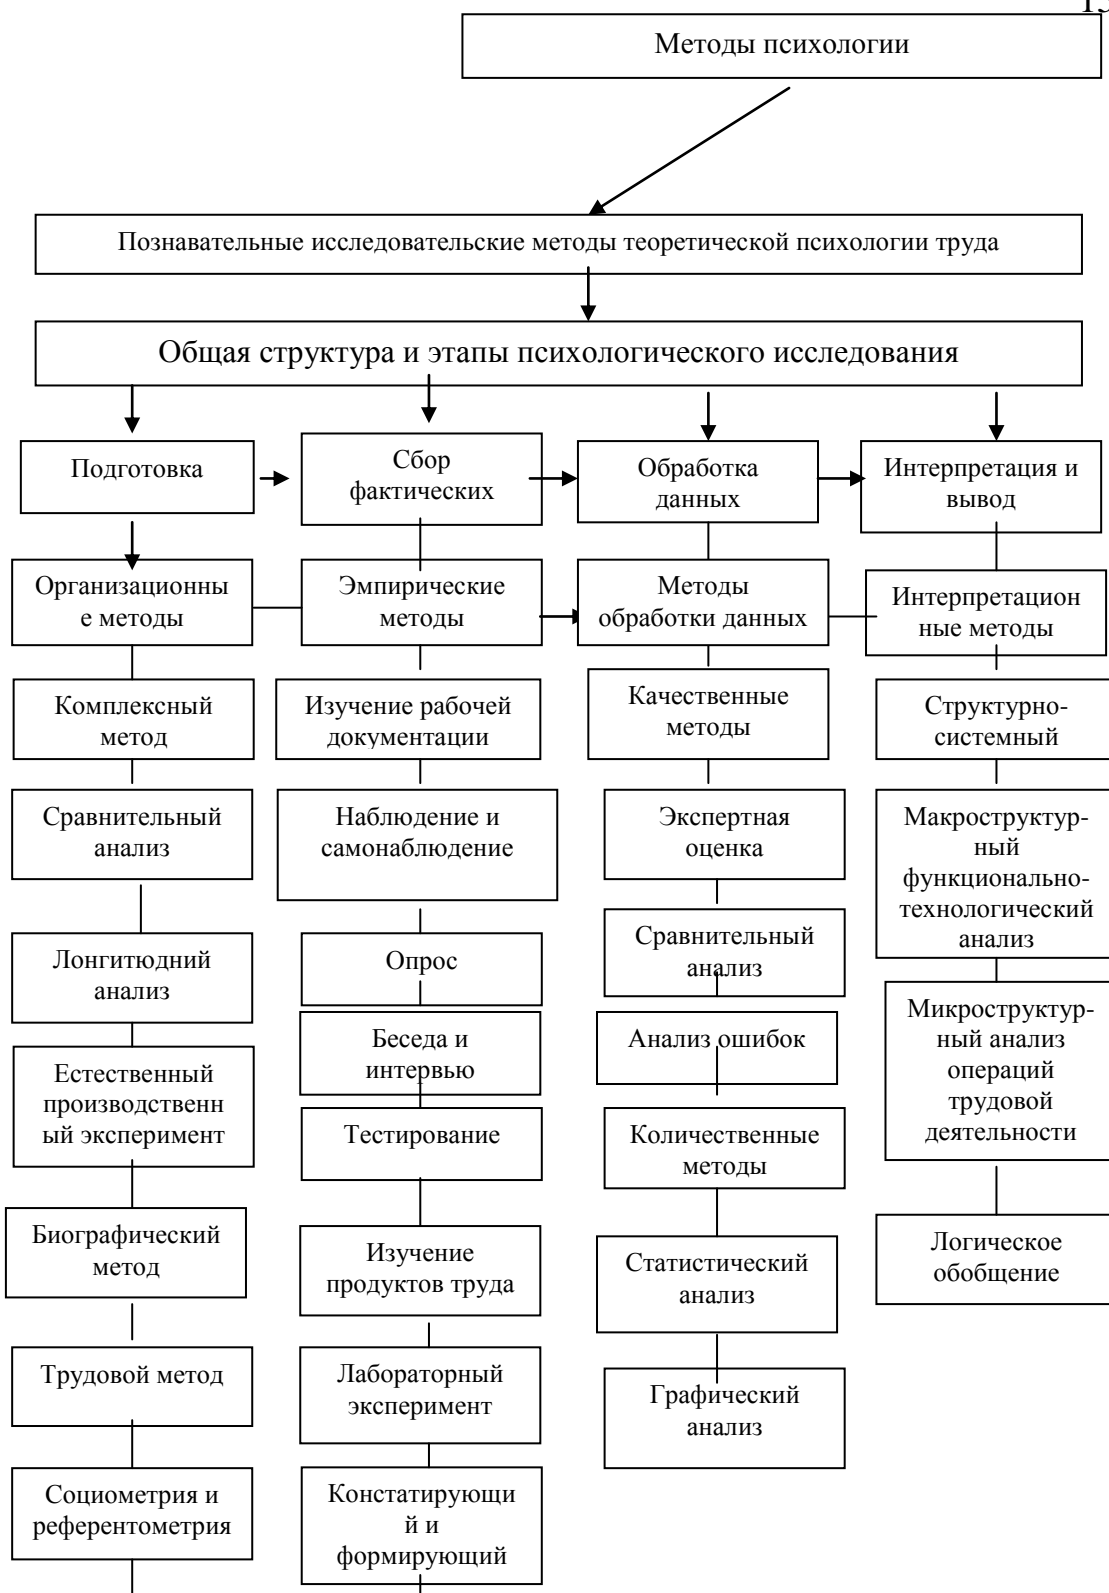 15
Методы психологии
Познавательные исследовательские методы теоретической психологии труда
Общая структура и этапы психологического исследования
Подготовка
Сбор
фактических
Обработка
данных
Интерпретация и
вывод
Организационны
е методы
Эмпирические
методы
Методы
обработки данных
Интерпретацион
ные методы
Комплексный
метод
Изучение рабочей
документации
Качественные
методы
Структурно-
системный
Сравнительный
анализ
Наблюдение и
самонаблюдение
Экспертная
оценка
Макроструктур-
ный
функционально-
технологический
анализ
Лонгитюдний
анализ
Опрос
Сравнительный
анализ
Естественный
производственн
ый эксперимент
Беседа и
интервью
Анализ ошибок
Микроструктур-
ный анализ
операций
трудовой
деятельности
Тестирование
Количественные
методы
Биографический
метод
Изучение
продуктов труда
Статистический
анализ
Логическое
обобщение
Трудовой метод
Лабораторный
эксперимент
Графический
анализ
Социометрия и
референтометрия
Констатирующи
й и
формирующий